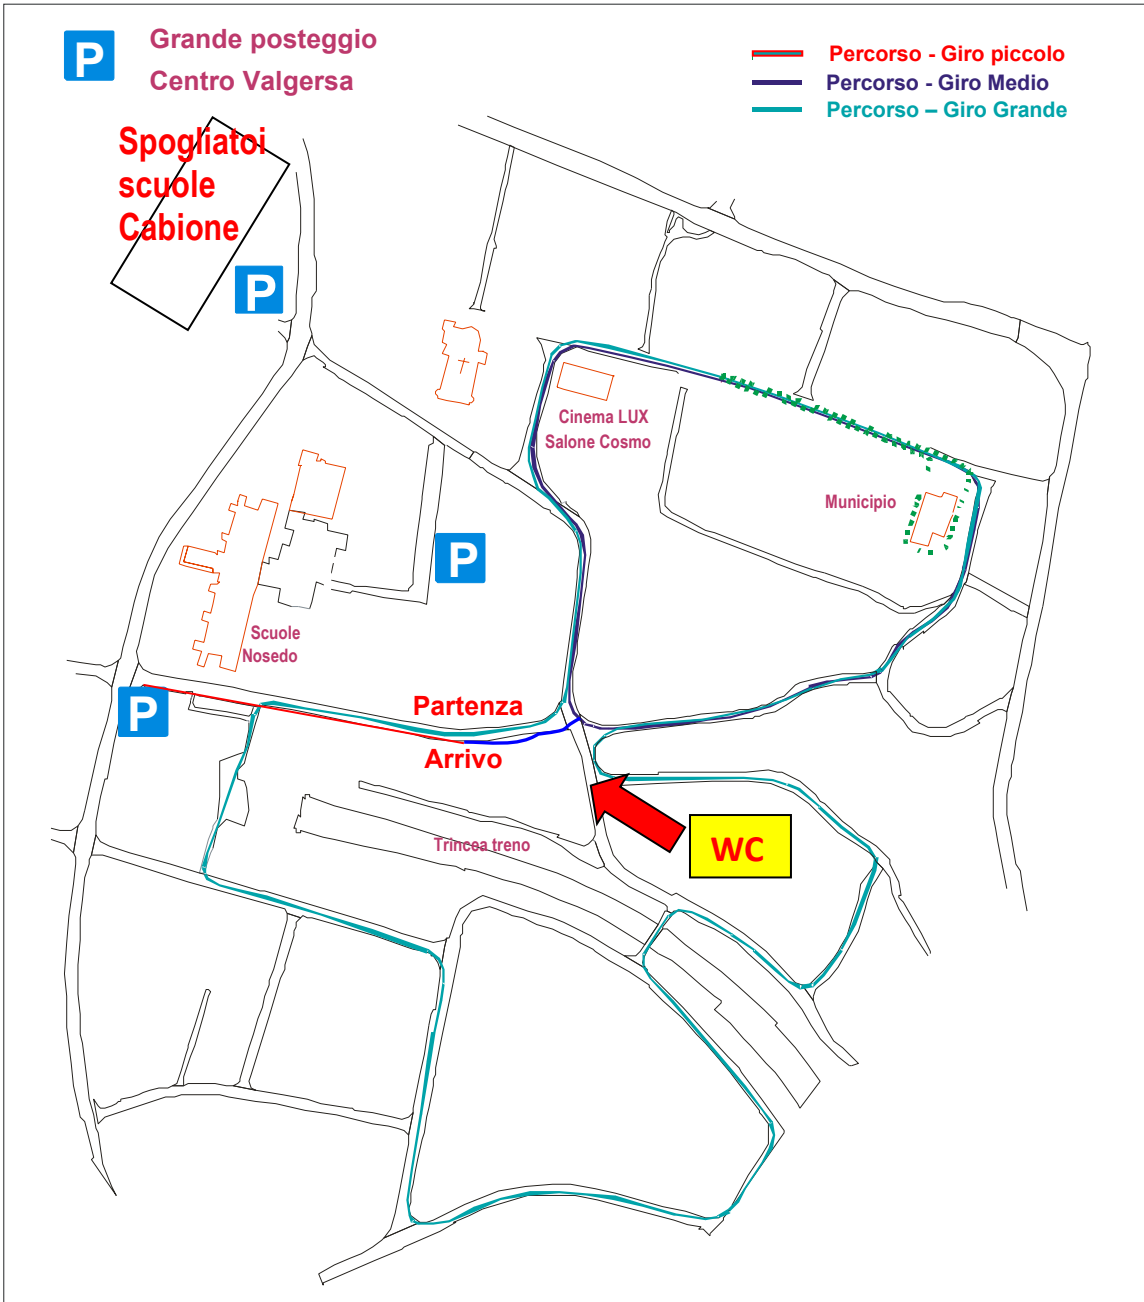 P
Grande posteggio
Centro Valgersa
Percorso - Giro piccolo
Percorso - Giro Medio
Percorso – Giro Grande
Spogliatoi
scuole
Cabione
P
Cinema LUX
Salone Cosmo
Municipio
P
Scuole
Nosedo
P
Partenza
Arrivo
Trincea treno
WC